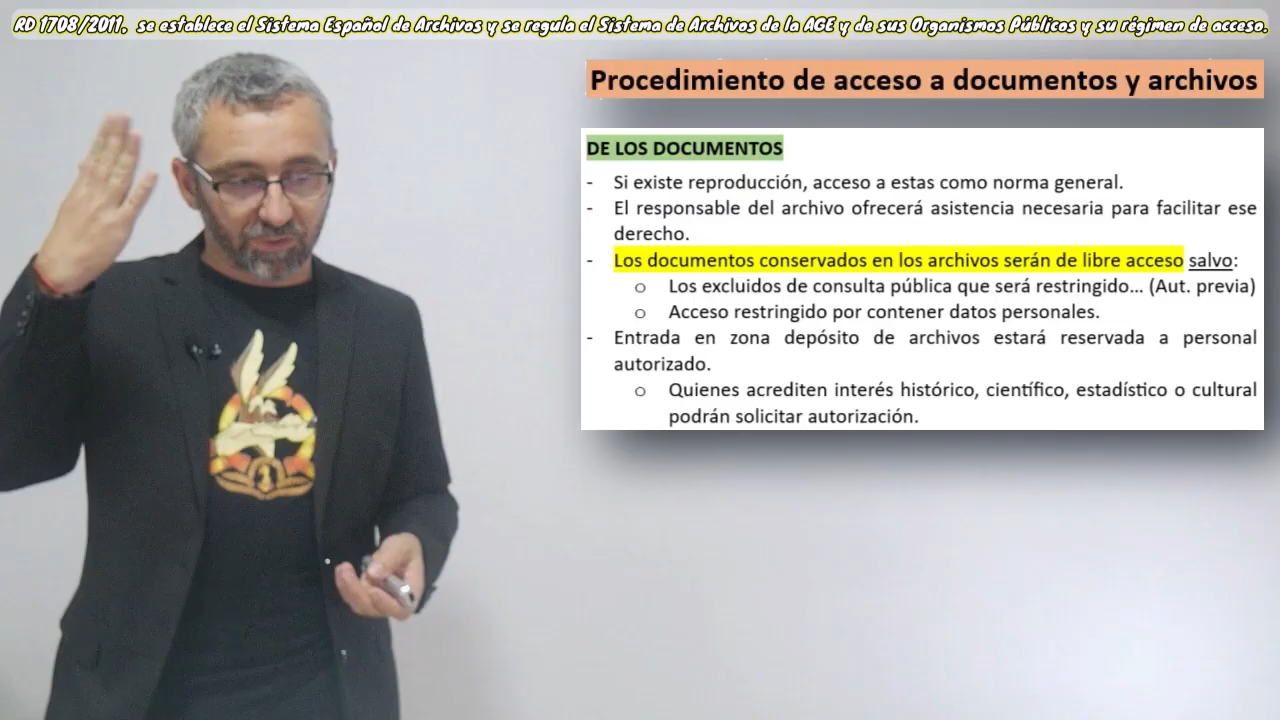 RD 1708/2011, se establece el Sistema Español de Archivos y se regula el Sistema de Archivos de la AGE y de sus Organismos Públicos y su régimen de acceso.
Procedimiento de acceso a documentos y archivos
DE LOS DOCUMENTOS
- Si existe reproducción, acceso a estas como norma general.
- El responsable del archivo ofrecerá asistencia necesaria para facilitar ese
derecho.
- Los documentos conservados en los archivos serán de libre acceso salvo:
o Los excluidos de consulta pública que será restringido... (Aut. previa)
o Acceso restringido por contener datos personales.
- Entrada en zona depósito de archivos estará reservada a personal
autorizado.
o Quienes acrediten interés histórico, científico, estadístico o cultural
podrán solicitar autorización.